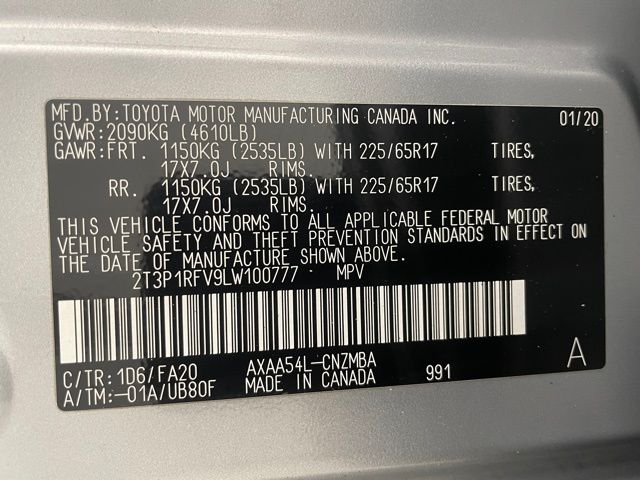 MFD.BY:TOYOTA MOTOR MANUFACTURING CANADA INC. 01/20
GVWR:2090KG (4610LB)
GAWR:FRT. 1150KG (2535LB) WITH 225/65R17 TIRES,
17X7.0J RIMS.
RR. 1150KG (2535LB) WITH 225/65R17 TIRES,
17X7.0J RIMS.
THIS VEHICLE CONFORMS TO ALL APPLICABLE FEDERAL MOTOR
VEHICLE SAFETY AND THEFT PREVENTION STANDARDS IN EFFECT ON
THE DATE OF MANUFACTURE SHOWN ABOVE.
2T3P1RFV9LW100777 MPV
C/TR:1D6/FA20 AXAA54L-CNZMBA A
A/TM:-01A/UB80F MADE IN CANADA 991